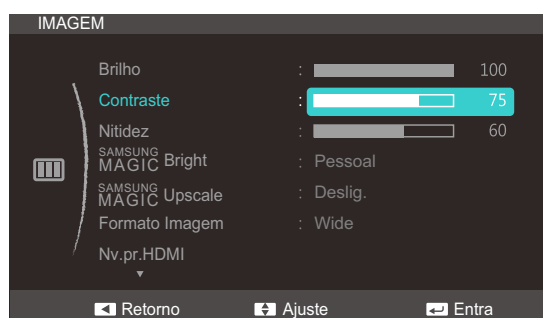 IMAGEM
Brilho : 100
Contraste : 75
Nitidez : 60
SAMSUNG MAGIC Bright : Pessoal
SAMSUNG MAGIC Upscale : Deslig.
Formato Imagem : Wide
Nv.pr.HDMI
Retorno Ajuste Entra